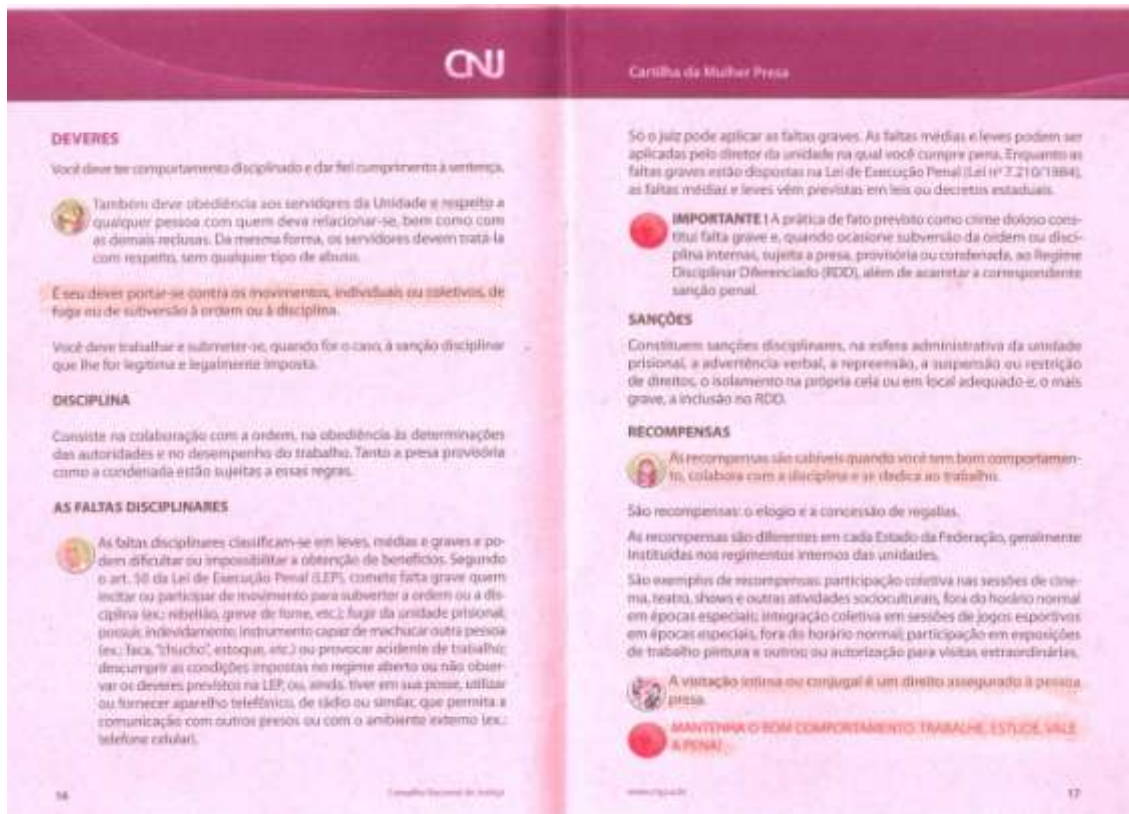 CNJ
DEVERES
Você deve ter comportamento disciplinado e dar fiel cumprimento à sentença.
Também deve obediência aos servidores da Unidade e respeito a
qualquer pessoa com quem deva relacionar-se, bem como com
as demais reclusas. Da mesma forma, os servidores devem tratá-la
com respeito, sem qualquer tipo de abuso.
É seu dever portar-se contra os movimentos, individuais ou coletivos, de
fuga ou de subversão à ordem ou à disciplina.
Você deve trabalhar e submeter-se, quando for o caso, à sanção disciplinar
que lhe for legítima e legalmente imposta.
DISCIPLINA
Consiste na colaboração com a ordem, na obediência às determinações
das autoridades e no desempenho do trabalho. Tanto a presa provisória
como a condenada estão sujeitas a essas regras.
AS FALTAS DISCIPLINARES
As faltas disciplinares classificam-se em leves, médias e graves e po-
dem dificultar ou impossibilitar a obtenção de benefícios. Segundo
o art. 50 da Lei de Execução Penal (LEP), comete falta grave quem
incitar ou participar de movimento para subverter a ordem ou a dis-
ciplina (ex.: rebelião, greve de fome, etc.); fugir da unidade prisional;
possuir, indevidamente, instrumento capaz de machucar outra pessoa
(ex.: faca, "chucho", estoque, etc.) ou provocar acidente de trabalho;
descumprir as condições impostas no regime aberto ou não obser-
var os deveres previstos na LEP, ou, ainda, tiver em sua posse, utilizar
ou fornecer aparelho telefônico, de rádio ou similar, que permita a
comunicação com outros presos ou com o ambiente externo (ex.:
telefone celular).
16
Conselho Nacional de Justiça
Cartilha da Mulher Presa
Só o juiz pode aplicar as faltas graves. As faltas médias e leves podem ser
aplicadas pelo diretor da unidade na qual você cumpre pena. Enquanto as
faltas graves estão dispostas na Lei de Execução Penal (Lei nº 7.210/1984),
as faltas médias e leves vêm previstas em leis ou decretos estaduais.
IMPORTANTE ! A prática de fato previsto como crime doloso cons-
titui falta grave e, quando ocasione subversão da ordem ou disci-
plina internas, sujeita a presa, provisória ou condenada, ao Regime
Disciplinar Diferenciado (RDD), além de acarretar a correspondente
sanção penal.
SANÇÕES
Constituem sanções disciplinares, na esfera administrativa da unidade
prisional, a advertência verbal, a repreensão, a suspensão ou restrição
de direitos, o isolamento na própria cela ou em local adequado e, o mais
grave, a inclusão no RDD.
RECOMPENSAS
As recompensas são cabíveis quando você tem bom comportamen-
to, colabora com a disciplina e se dedica ao trabalho.
São recompensas: o elogio e a concessão de regalias.
As recompensas são diferentes em cada Estado da Federação, geralmente
instituídas nos regimentos internos das unidades.
São exemplos de recompensas: participação coletiva nas sessões de cine-
ma, teatro, shows e outras atividades socioculturais, fora do horário normal
em épocas especiais; integração coletiva em sessões de jogos esportivos
em épocas especiais, fora do horário normal; participação em exposições
de trabalho pintura e outros; ou autorização para visitas extraordinárias.
A visitação íntima ou conjugal é um direito assegurado à pessoa
presa.
MANTENHA O BOM COMPORTAMENTO. TRABALHE, ESTUDE, VALE
A PENA!
www.cnj.jus.br
17